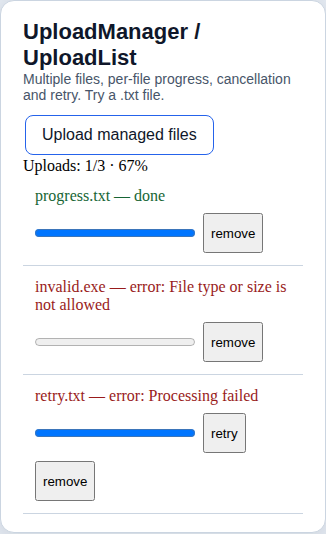 UploadManager /
UploadList
Multiple files, per-file progress, cancellation
and retry. Try a .txt file.
Upload managed files
Uploads: 1/3 · 67%
progress.txt — done
remove
invalid.exe — error: File type or size is
not allowed
remove
retry.txt — error: Processing failed
retry
remove